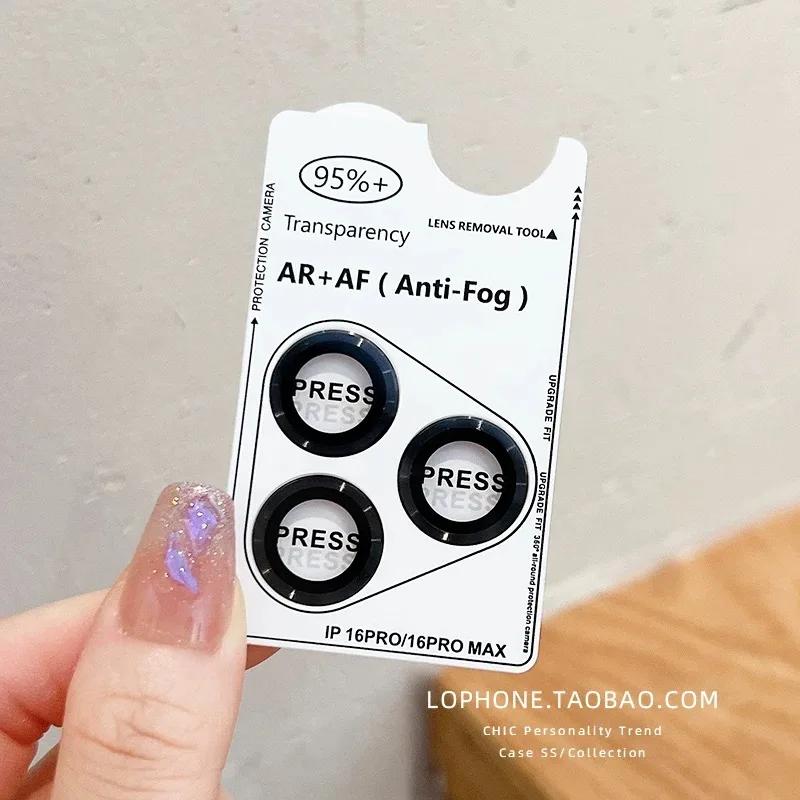 95%+
Transparency
LENS REMOVAL TOOL▲
PROTECTION CAMERA
AR+AF ( Anti-Fog )
PRESS
PRESS
PRESS
UPGRADE FIT
UPGRADE FIT 360° all-round protection camera
IP 16PRO/16PRO MAX
LOPHONE.TAOBAO.COM
CHIC Personality Trend
Case SS/Collection